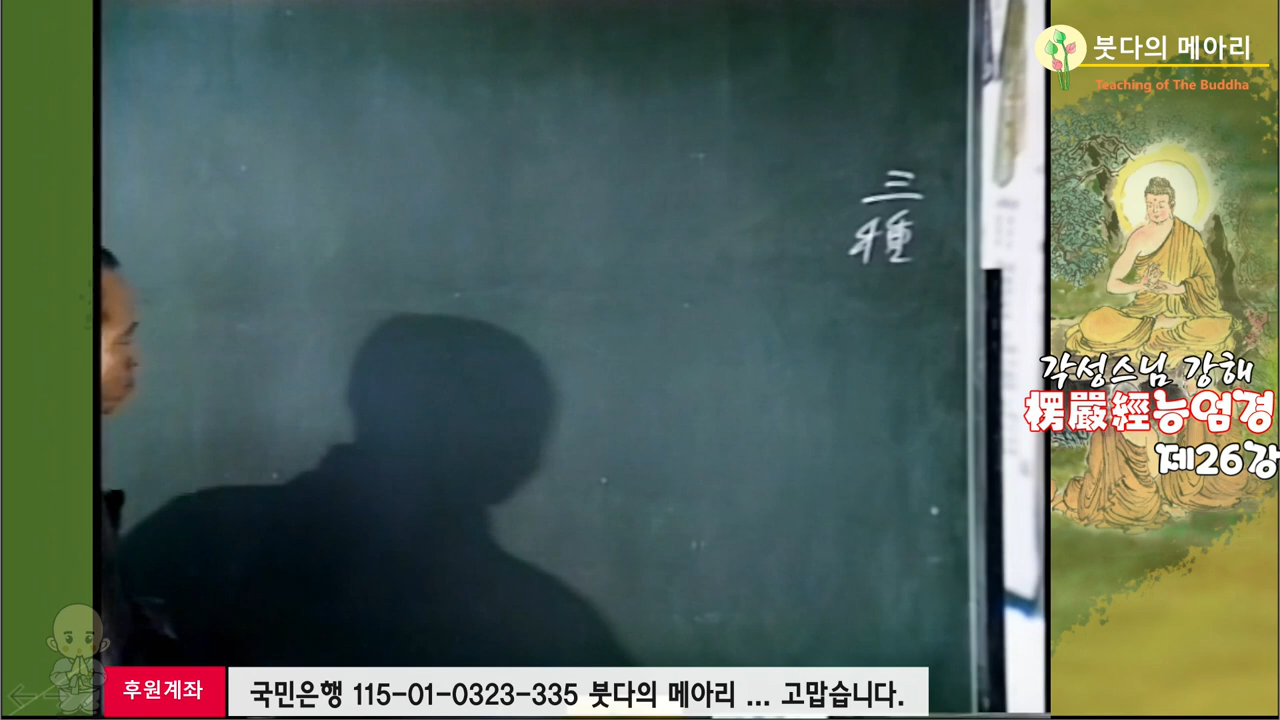 붓다의 메아리
Teaching of The Buddha
三
種
각성스님 강해
楞嚴經능엄경
제26강
후원계좌
국민은행 115-01-0323-335 붓다의 메아리 ... 고맙습니다.